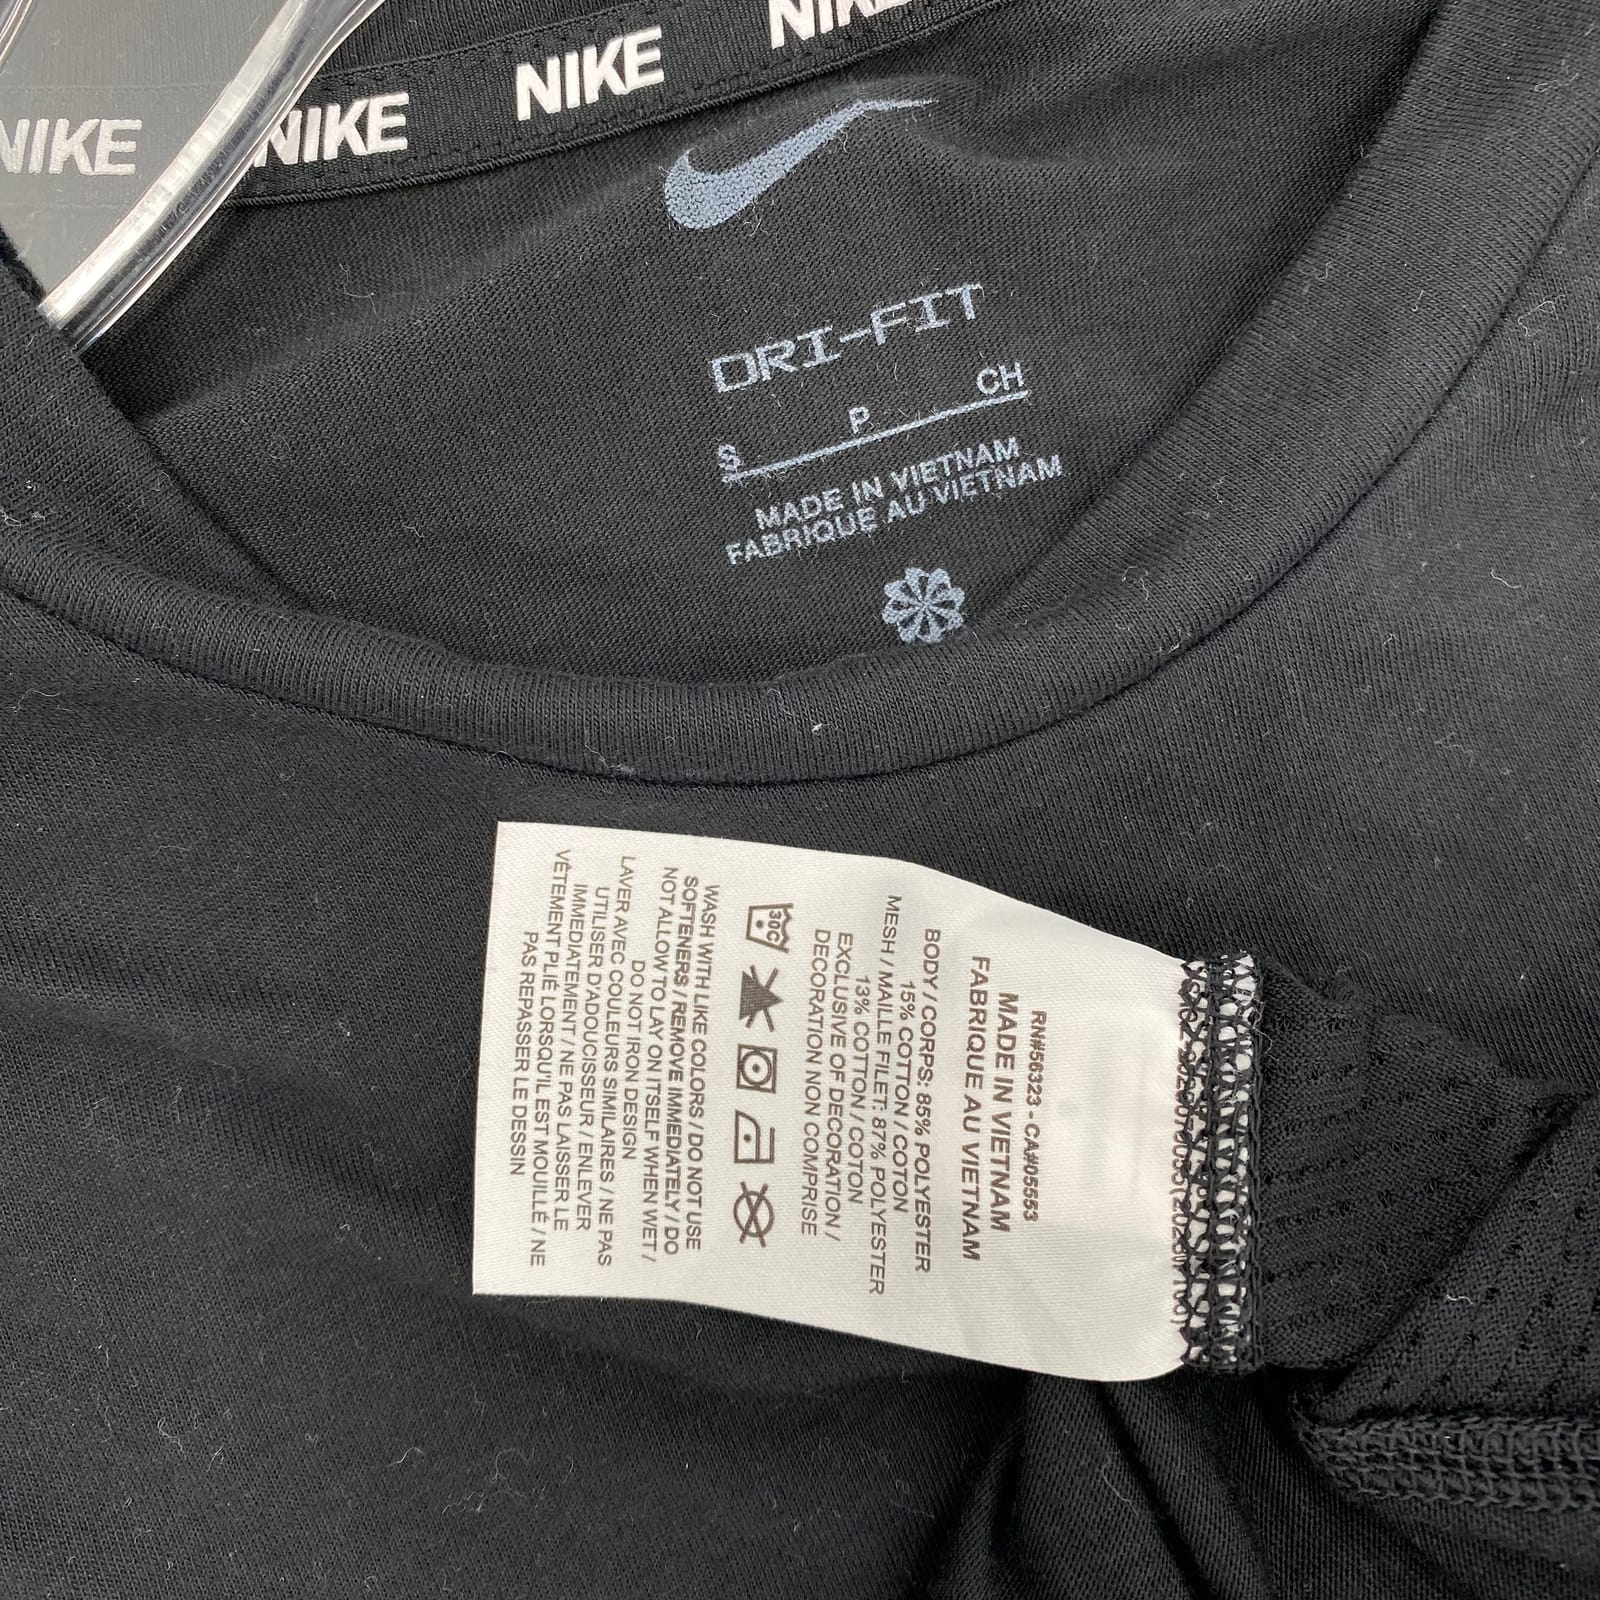 NIKE
NIKE
NIKE
NIKE
DRI-FIT
S P CH
MADE IN VIETNAM
FABRIQUE AU VIETNAM
RN#56323 - CA#05553
MADE IN VIETNAM
FABRIQUE AU VIETNAM
BODY / CORPS: 85% POLYESTER
15% COTTON / COTON
MESH / MAILLE FILET: 87% POLYESTER
13% COTTON / COTON
EXCLUSIVE OF DECORATION /
DECORATION NON COMPRISE
30C
WASH WITH LIKE COLORS / DO NOT USE
SOFTENERS / REMOVE IMMEDIATELY / DO
NOT ALLOW TO LAY ON ITSELF WHEN WET /
DO NOT IRON DESIGN
LAVER AVEC COULEURS SIMILAIRES / NE PAS
UTILISER D'ADOUCISSEUR / ENLEVER
IMMEDIATEMENT / NE PAS LAISSER LE
VÊTEMENT PLIÉ LORSQU'IL EST MOUILLÉ / NE
PAS REPASSER LE DESSIN